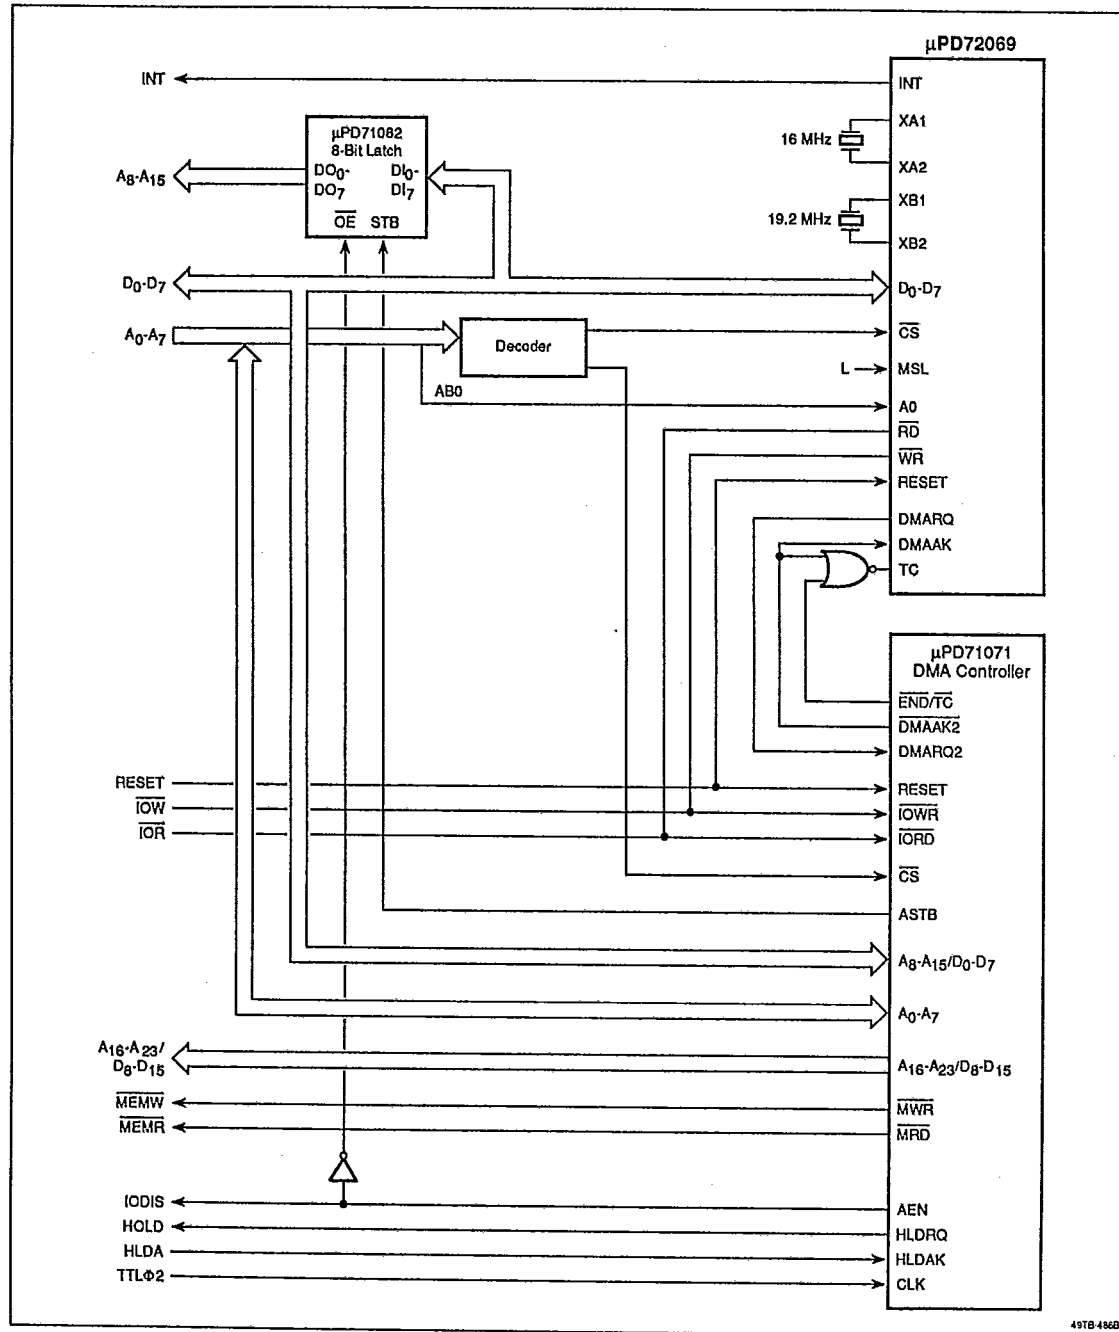 μPD72069
INT
INT
μPD71082
8-Bit Latch
DO0-
DO7
DI0-
DI7
OE
STB
A8-A15
XA1
16 MHz
XA2
XB1
19.2 MHz
XB2
D0-D7
D0-D7
A0-A7
Decoder
CS
L
MSL
AB0
A0
RD
WR
RESET
DMARQ
DMAAK
TC
μPD71071
DMA Controller
END/TC
DMAAK2
DMARQ2
RESET
RESET
IOW
IOWR
IOR
IORD
CS
ASTB
A8-A15/D0-D7
A0-A7
A16-A23/
D8-D15
A16-A23/D8-D15
MEMW
MWR
MEMR
MRD
IODIS
AEN
HOLD
HLDRQ
HLDA
HLDAK
TTLΦ2
CLK